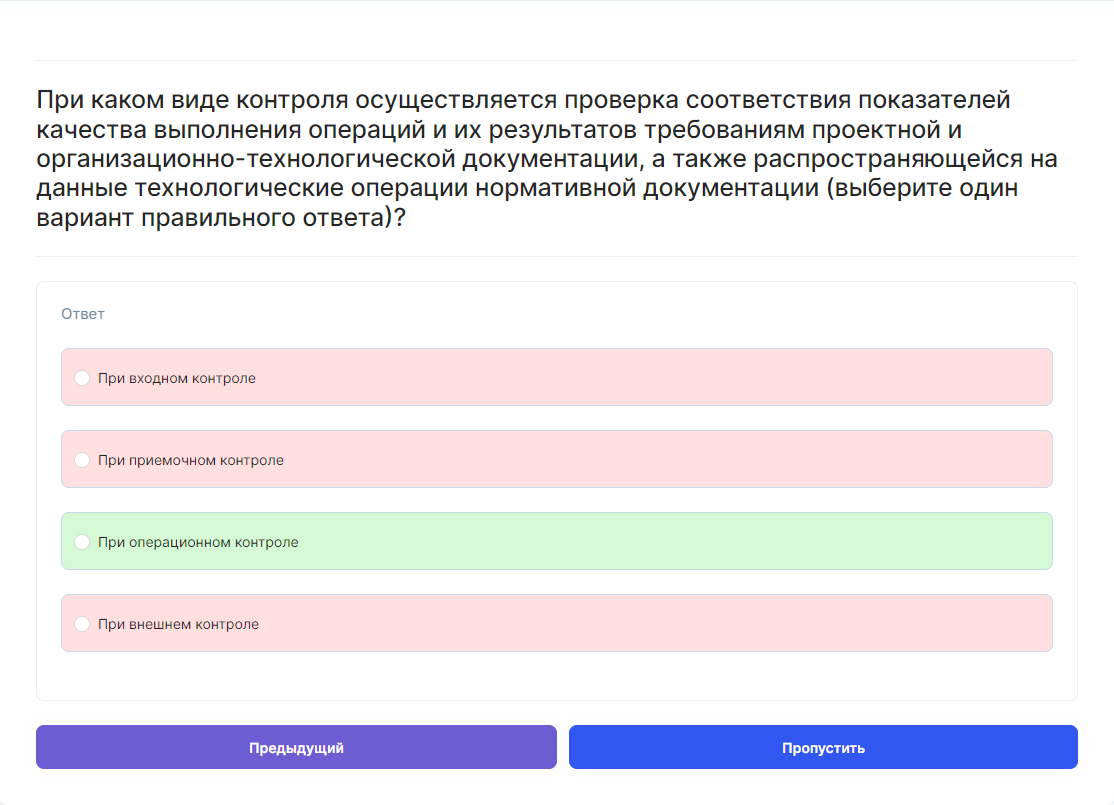 При каком виде контроля осуществляется проверка соответствия показателей
качества выполнения операций и их результатов требованиям проектной и
организационно-технологической документации, а также распространяющейся на
данные технологические операции нормативной документации (выберите один
вариант правильного ответа)?
Ответ
При входном контроле
При приемочном контроле
При операционном контроле
При внешнем контроле
Предыдущий
Пропустить